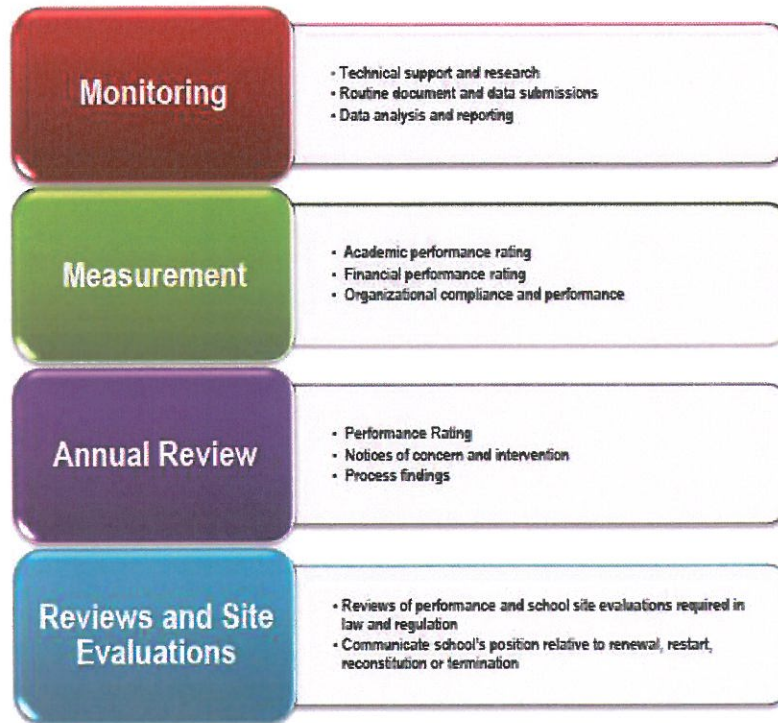 Monitoring
• Technical support and research
• Routine document and data submissions
• Data analysis and reporting
Measurement
• Academic performance rating
• Financial performance rating
• Organizational compliance and performance
Annual Review
• Performance Rating
• Notices of concern and intervention
• Process findings
Reviews and Site
Evaluations
• Reviews of performance and school site evaluations required in
law and regulation
• Communicate school's position relative to renewal, restart,
reconstitution or termination